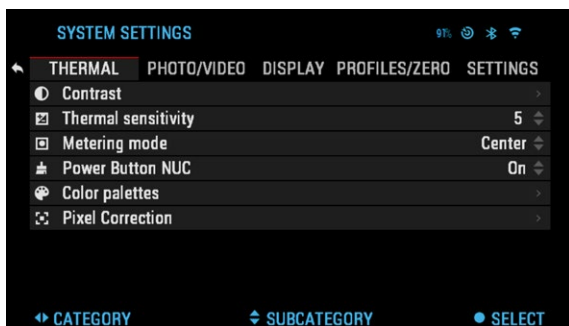 SYSTEM SETTINGS 91%
THERMAL PHOTO/VIDEO DISPLAY PROFILES/ZERO SETTINGS
Contrast
Thermal sensitivity 5
Metering mode Center
Power Button NUC On
Color palettes
Pixel Correction
CATEGORY SUBCATEGORY SELECT